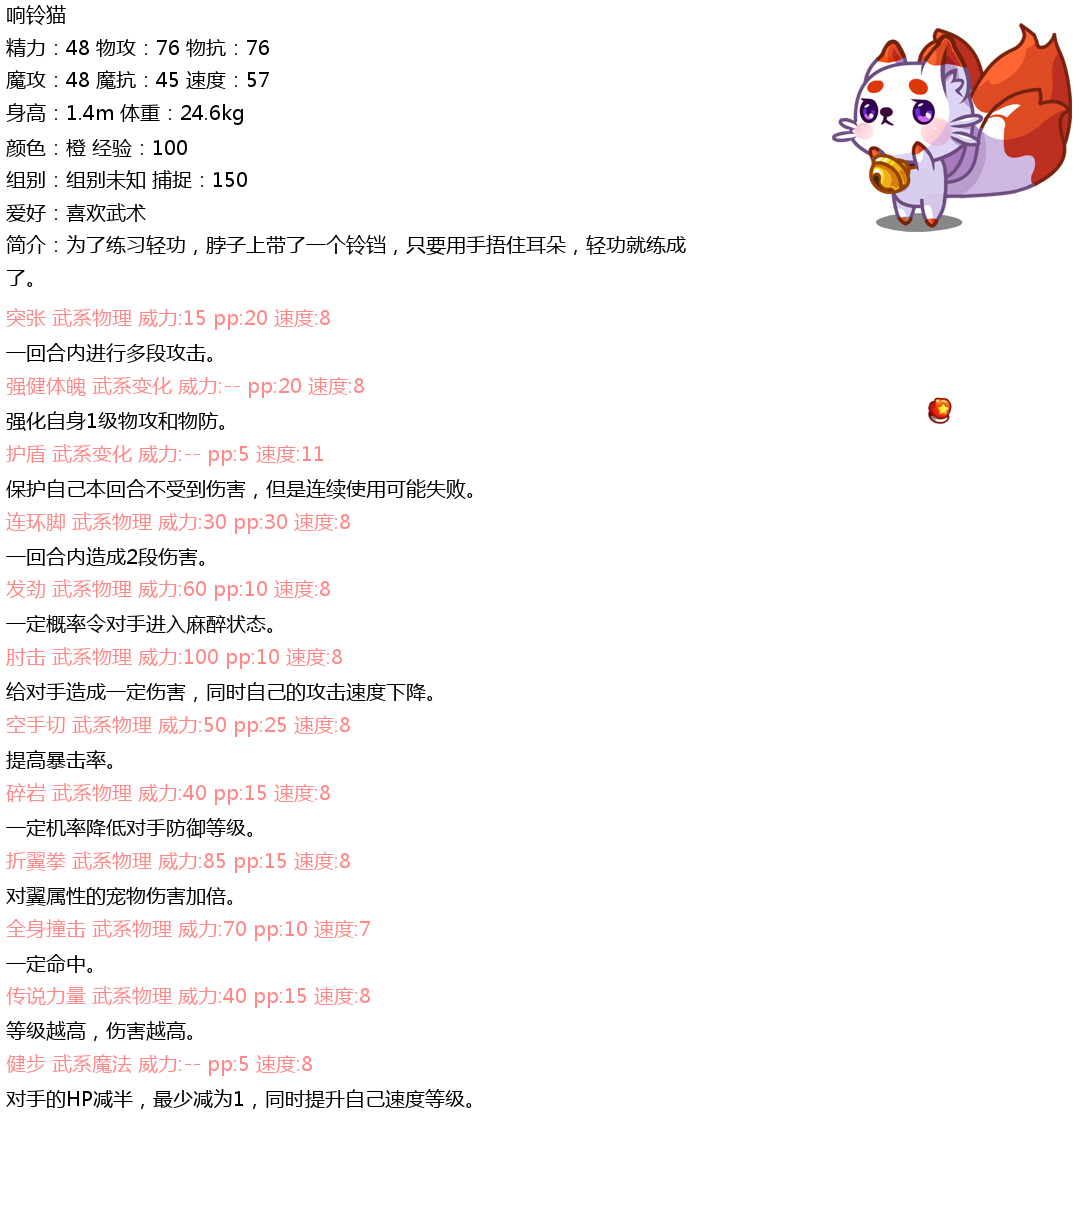 响铃猫
精力：48 物攻：76 物抗：76
魔攻：48 魔抗：45 速度：57
身高：1.4m 体重：24.6kg
颜色：橙 经验：100
组别：组别未知 捕捉：150
爱好：喜欢武术
简介：为了练习轻功，脖子上带了一个铃铛，只要用手捂住耳朵，轻功就练成
了。
突张 武系物理 威力:15 pp:20 速度:8
一回合内进行多段攻击。
强健体魄 武系变化 威力:-- pp:20 速度:8
强化自身1级物攻和物防。
护盾 武系变化 威力:-- pp:5 速度:11
保护自己本回合不受到伤害，但是连续使用可能失败。
连环脚 武系物理 威力:30 pp:30 速度:8
一回合内造成2段伤害。
发劲 武系物理 威力:60 pp:10 速度:8
一定概率令对手进入麻醉状态。
肘击 武系物理 威力:100 pp:10 速度:8
给对手造成一定伤害，同时自己的攻击速度下降。
空手切 武系物理 威力:50 pp:25 速度:8
提高暴击率。
碎岩 武系物理 威力:40 pp:15 速度:8
一定机率降低对手防御等级。
折翼拳 武系物理 威力:85 pp:15 速度:8
对翼属性的宠物伤害加倍。
全身撞击 武系物理 威力:70 pp:10 速度:7
一定命中。
传说力量 武系物理 威力:40 pp:15 速度:8
等级越高，伤害越高。
健步 武系魔法 威力:-- pp:5 速度:8
对手的HP减半，最少减为1，同时提升自己速度等级。